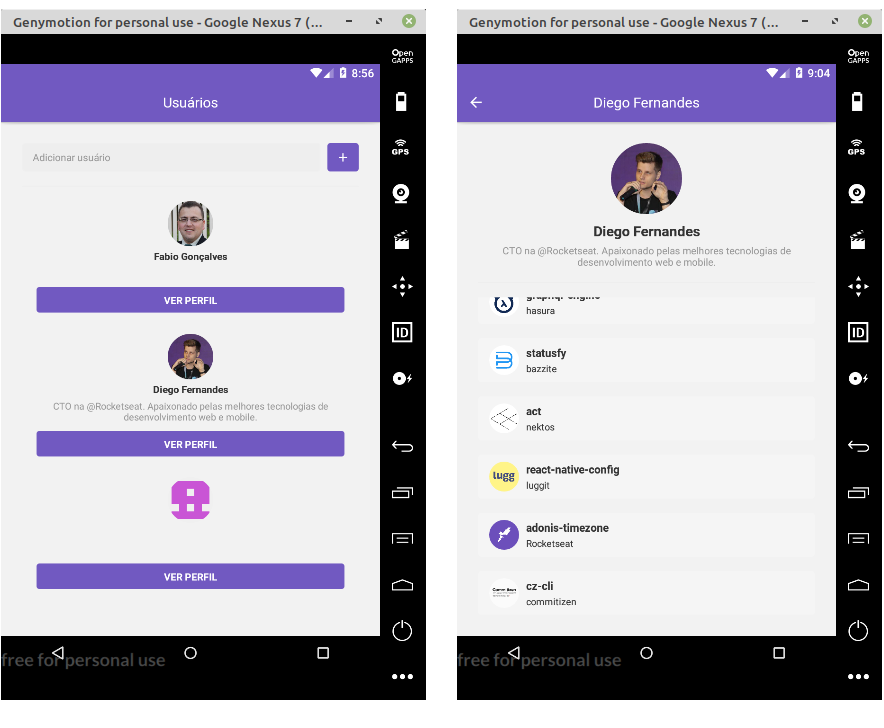 Genymotion for personal use - Google Nexus 7 (...
Open
GAPPS
8:56
Usuários
Adicionar usuário
+
GPS
Fabio Gonçalves
VER PERFIL
ID
Diego Fernandes
CTO na @Rocketseat. Apaixonado pelas melhores tecnologias de
desenvolvimento web e mobile.
VER PERFIL
VER PERFIL
free for personal use
Genymotion for personal use - Google Nexus 7 (...
Open
GAPPS
9:04
Diego Fernandes
GPS
Diego Fernandes
CTO na @Rocketseat. Apaixonado pelas melhores tecnologias de
desenvolvimento web e mobile.
graphql-engine
hasura
ID
statusfy
bazzite
act
nektos
lugg
react-native-config
luggit
adonis-timezone
Rocketseat
cz-cli
commitizen
free for personal use